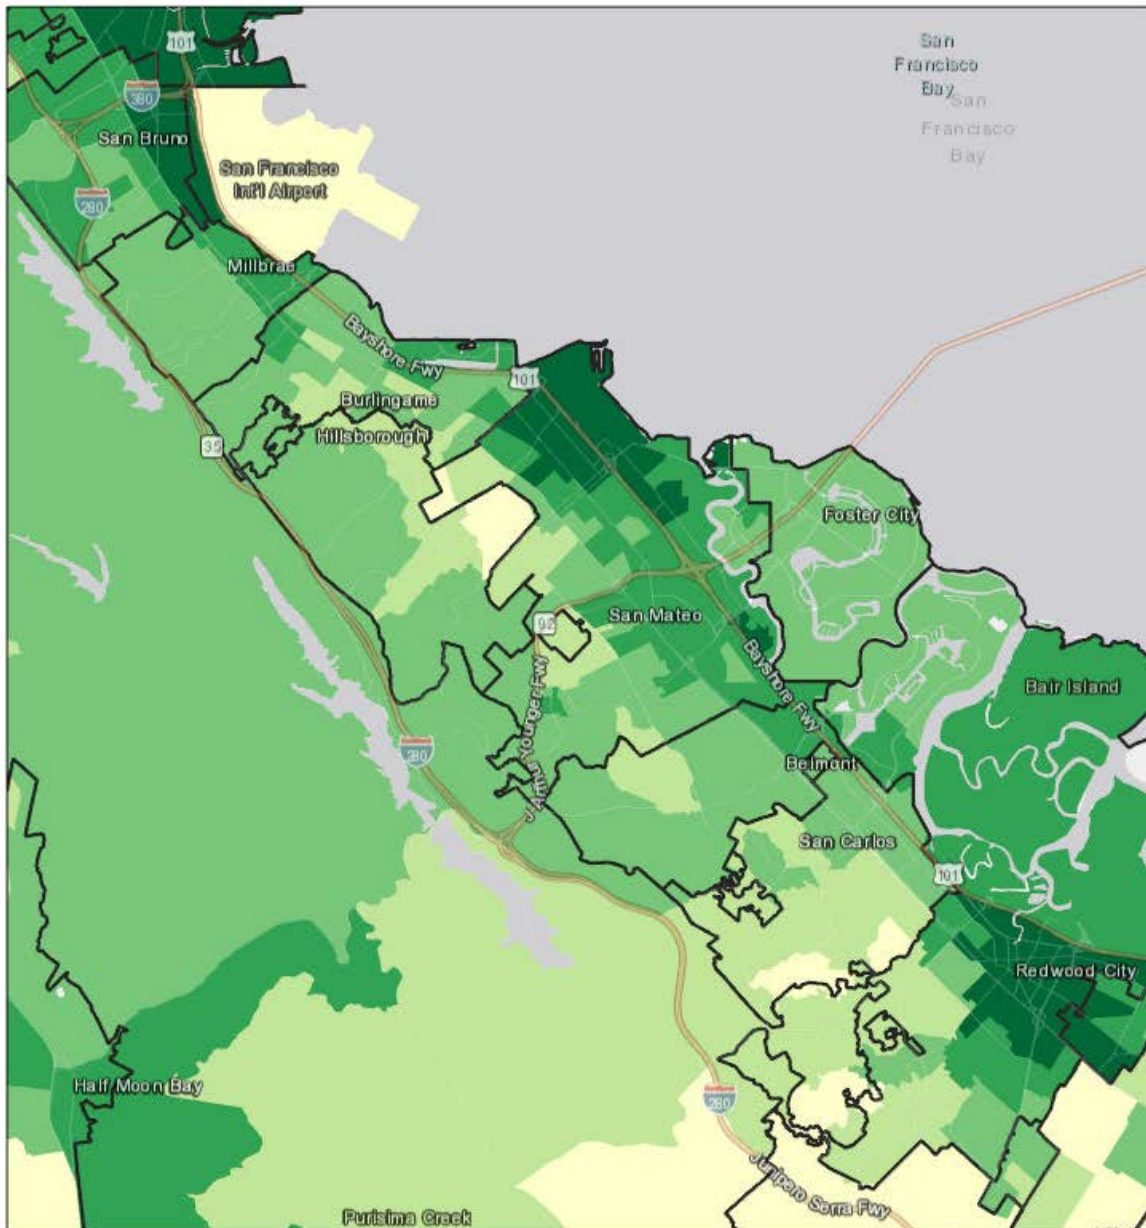 San
Francisco
Bay
San
Francisco
Bay
101
380
San Bruno
San Francisco
Int'l Airport
280
Millbrae
Bayshore Fwy
101
Burlingame
Hillsborough
35
Foster City
92
San Mateo
Bayshore Fwy
Bair Island
J Arthur Younger Fwy
280
Belmont
San Carlos
101
Redwood City
Half Moon Bay
280
Junipero Serra Fwy
Purisima Creek